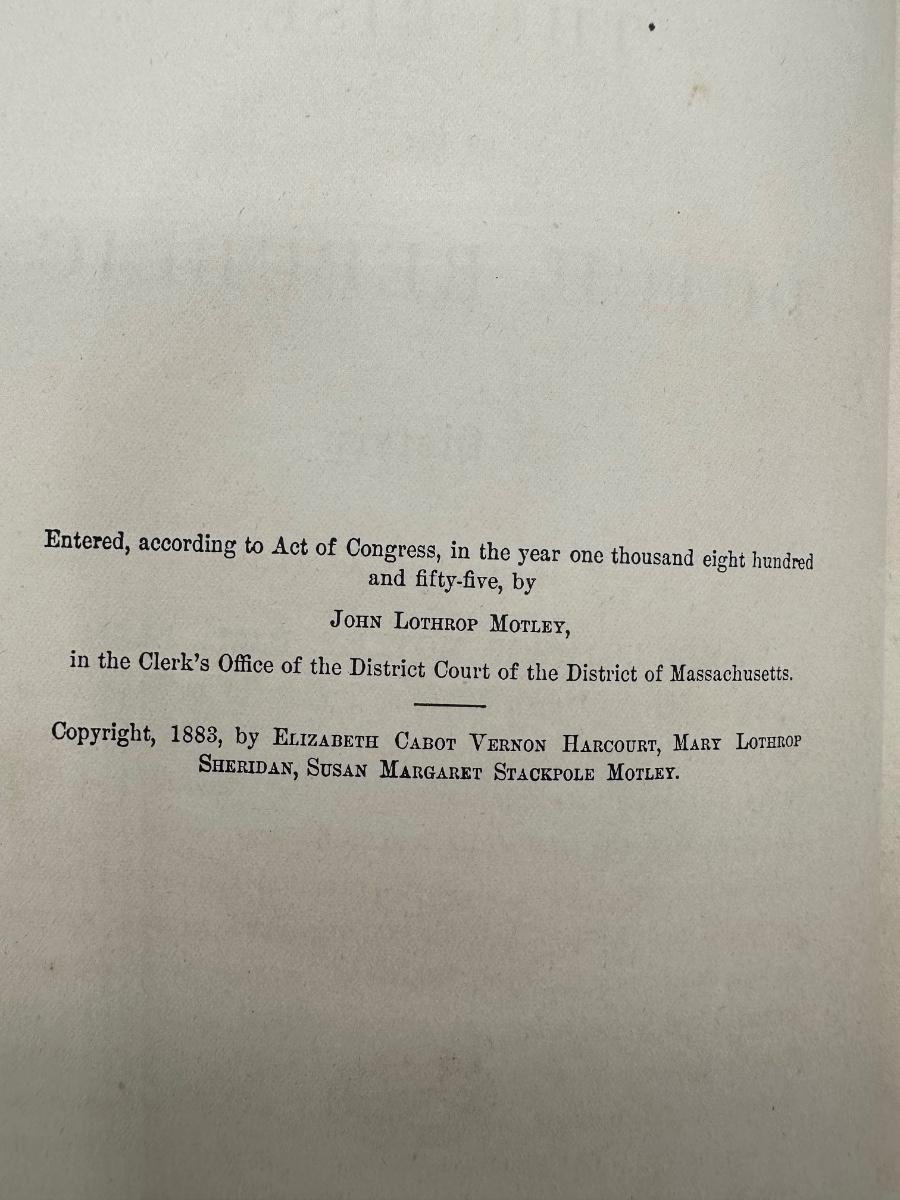 Entered, according to Act of Congress, in the year one thousand eight hundred
and fifty-five, by
John Lothrop Motley,
in the Clerk's Office of the District Court of the District of Massachusetts.
Copyright, 1883, by Elizabeth Cabot Vernon Harcourt, Mary Lothrop
Sheridan, Susan Margaret Stackpole Motley.